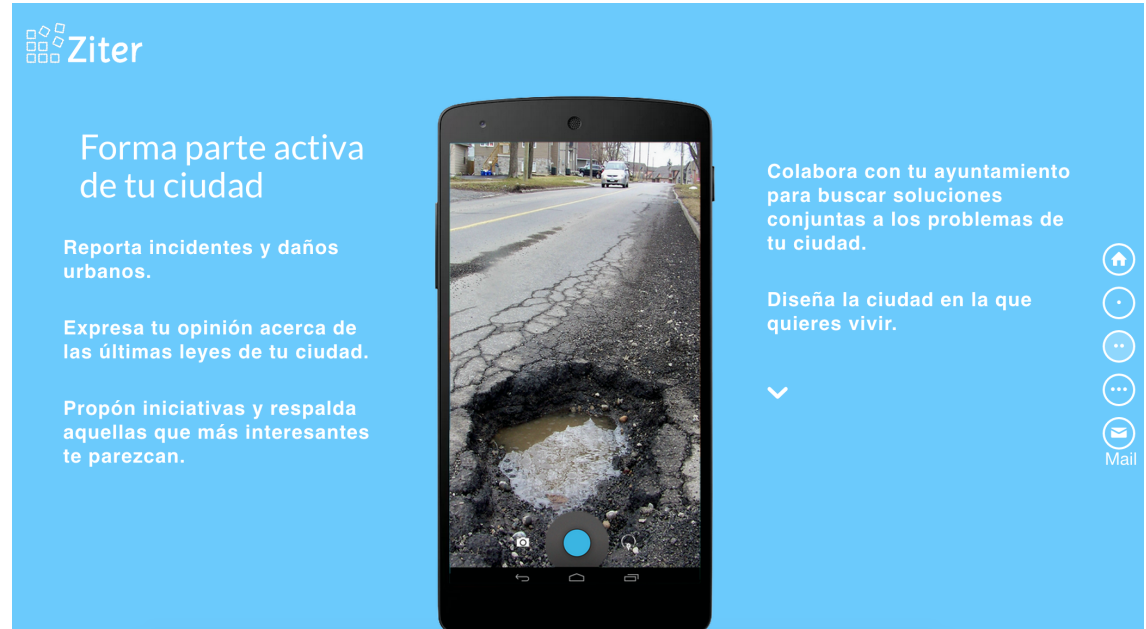 Ziter
Forma parte activa
de tu ciudad
Reporta incidentes y daños
urbanos.
Expresa tu opinión acerca de
las últimas leyes de tu ciudad.
Propón iniciativas y respalda
aquellas que más interesantes
te parezcan.
Colabora con tu ayuntamiento
para buscar soluciones
conjuntas a los problemas de
tu ciudad.
Diseña la ciudad en la que
quieres vivir.
Mail